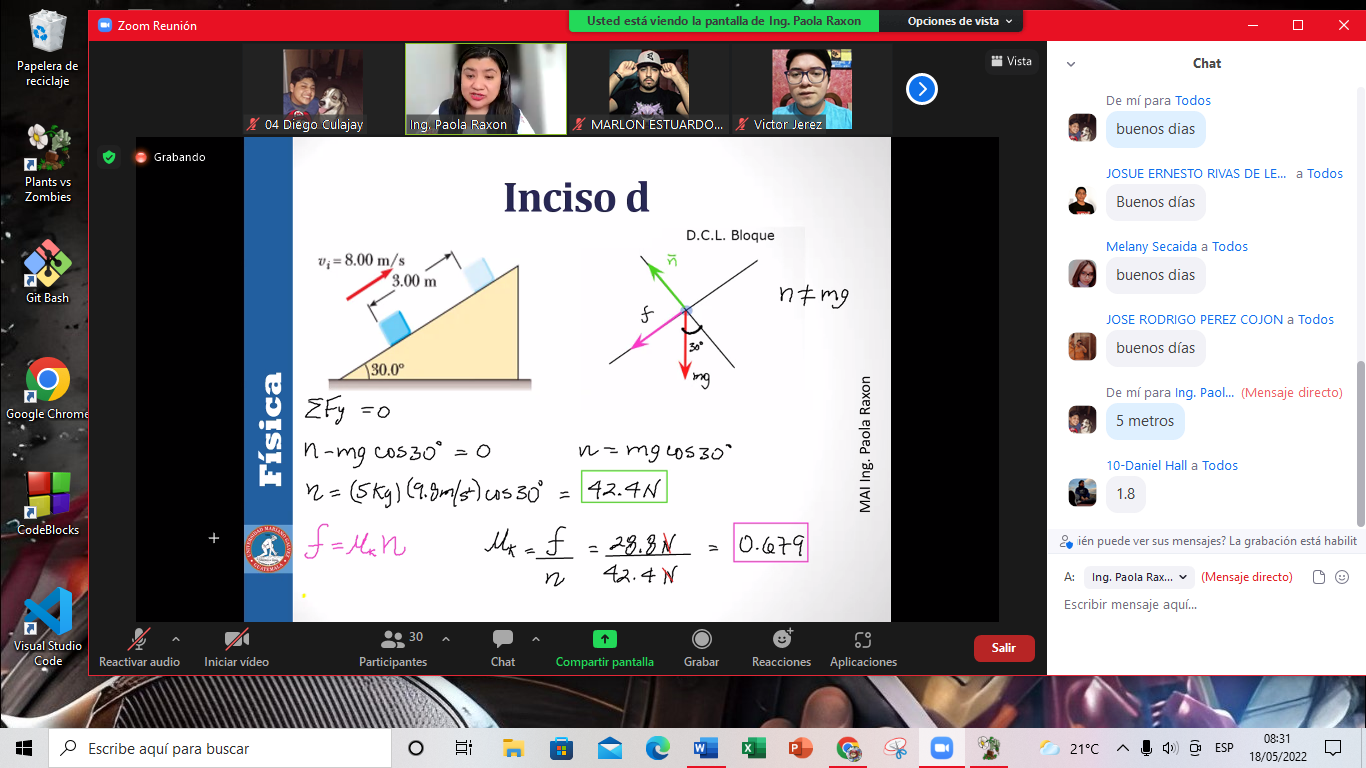 Papelera de
reciclaje
Plants vs
Zombies
Git Bash
Google Chrome
CodeBlocks
Visual Studio
Code
Zoom Reunión
Usted está viendo la pantalla de Ing. Paola Raxon
Opciones de vista
Vista
04 Diego Culajay
Ing. Paola Raxon
MARLON ESTUARDO...
Victor Jerez
Grabando
Inciso d
vi = 8.00 m/s
3.00 m
30.0°
D.C.L. Bloque
n̄
f
30°
mg
n ≠ mg
Física
MAI Ing. Paola Raxon
ΣFy = 0
n - mg cos30° = 0
n = mg cos30°
n = (5Kg)(9.8m/s²) cos30° = 42.4N
f = μk n
μk = f/n = 28.8N/42.4N = 0.679
Reactivar audio
Iniciar vídeo
Participantes
30
Chat
Compartir pantalla
Grabar
Reacciones
Aplicaciones
Salir
Chat
De mí para Todos
buenos dias
JOSUE ERNESTO RIVAS DE LE... a Todos
Buenos días
Melany Secaida a Todos
buenos dias
JOSE RODRIGO PEREZ COJON a Todos
buenos días
De mí para Ing. Paol... (Mensaje directo)
5 metros
10-Daniel Hall a Todos
1.8
ién puede ver sus mensajes? La grabación está habilit
A: Ing. Paola Rax... (Mensaje directo)
Escribir mensaje aquí...
Escribe aquí para buscar
21°C
ESP
08:31
18/05/2022